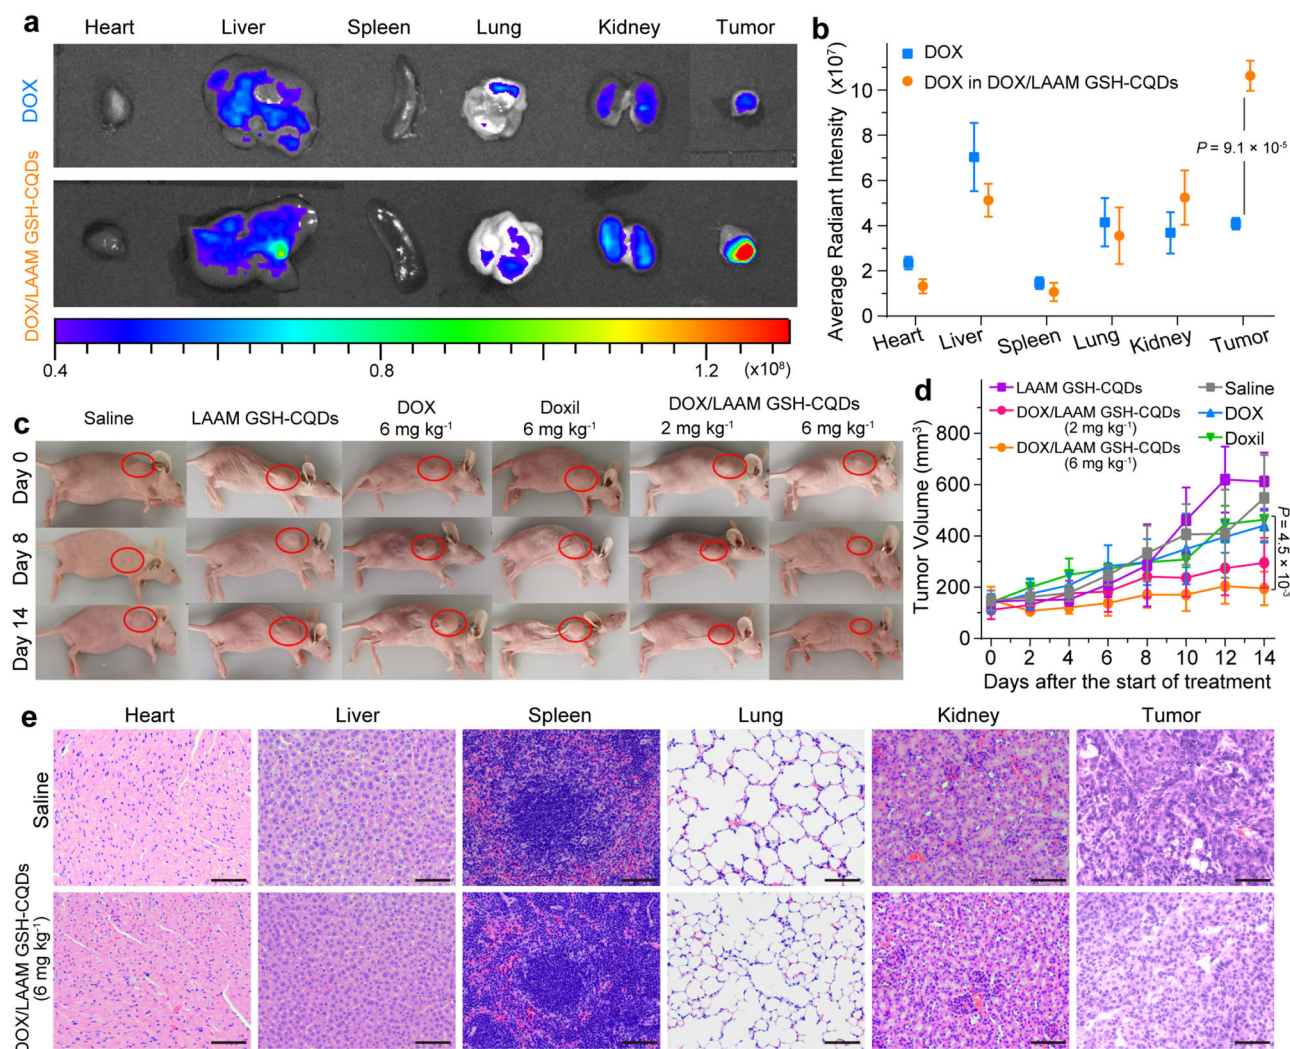 a
Heart Liver Spleen Lung Kidney Tumor
DOX
DOX/LAAM GSH-CQDs
0.4 0.8 1.2 (x10⁸)
b
DOX
DOX in DOX/LAAM GSH-CQDs
Average Radiant Intensity (x10⁷)
10
8
6
4
2
0
P = 9.1 × 10⁻⁵
Heart Liver Spleen Lung Kidney Tumor
c
Saline LAAM GSH-CQDs DOX Doxil DOX/LAAM GSH-CQDs
6 mg kg⁻¹ 6 mg kg⁻¹ 2 mg kg⁻¹ 6 mg kg⁻¹
Day 0
Day 8
Day 14
d
LAAM GSH-CQDs Saline
DOX/LAAM GSH-CQDs DOX
(2 mg kg⁻¹) Doxil
DOX/LAAM GSH-CQDs
(6 mg kg⁻¹)
Tumor Volume (mm³)
800
600
400
200
0
P = 4.5 × 10⁻³
0 2 4 6 8 10 12 14
Days after the start of treatment
e
Heart Liver Spleen Lung Kidney Tumor
Saline
DOX/LAAM GSH-CQDs
(6 mg kg⁻¹)